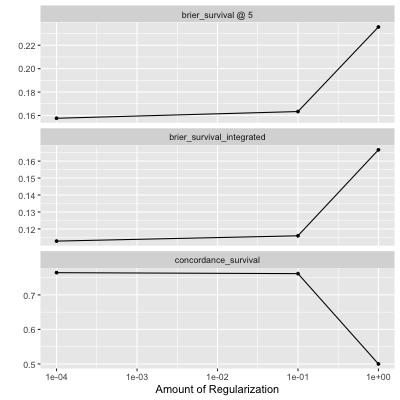 brier_survival @ 5
0.22
0.20
0.18
0.16
brier_survival_integrated
0.16
0.15
0.14
0.13
0.12
concordance_survival
0.7
0.6
0.5
1e-04 1e-03 1e-02 1e-01 1e+00
Amount of Regularization